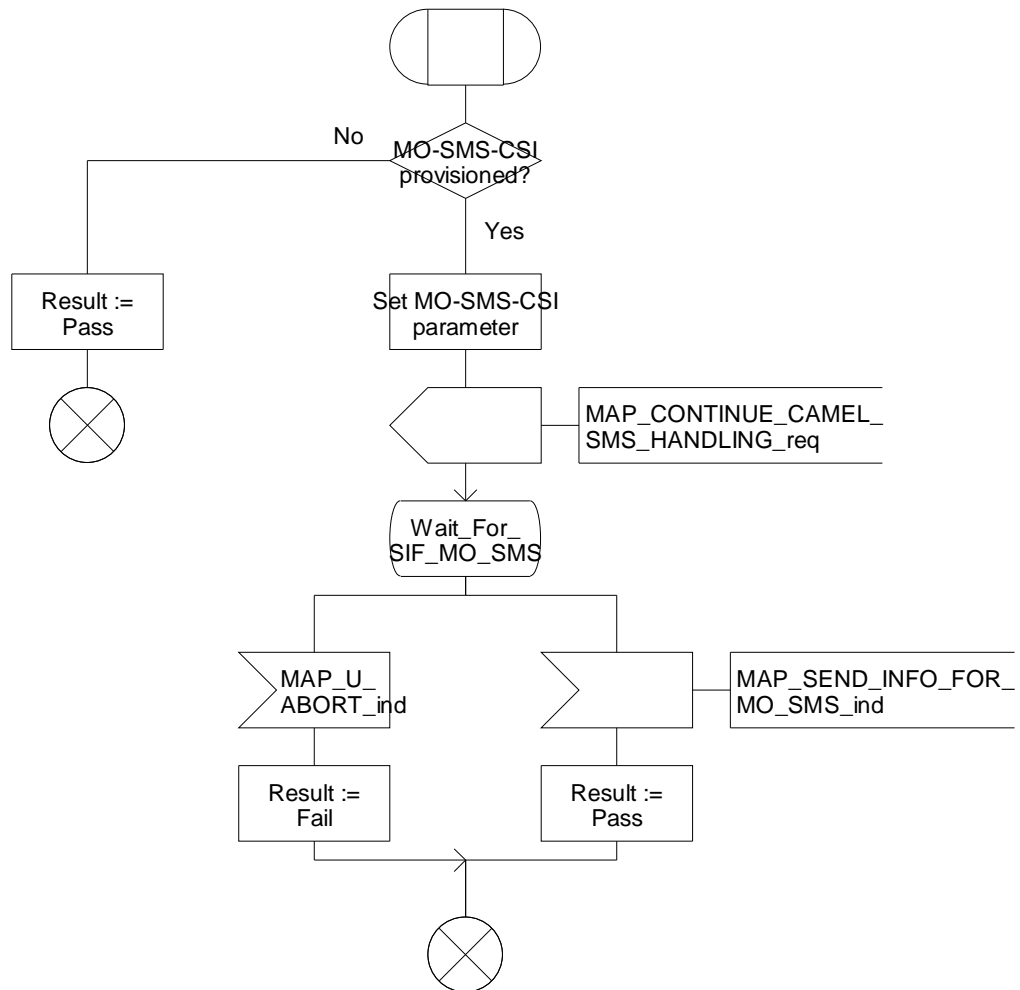 No
MO-SMS-CSI
provisioned?
Yes
Result :=
Pass
Set MO-SMS-CSI
parameter
MAP_CONTINUE_CAMEL_
SMS_HANDLING_req
Wait_For_
SIF_MO_SMS
MAP_U_
ABORT_ind
MAP_SEND_INFO_FOR_
MO_SMS_ind
Result :=
Fail
Result :=
Pass